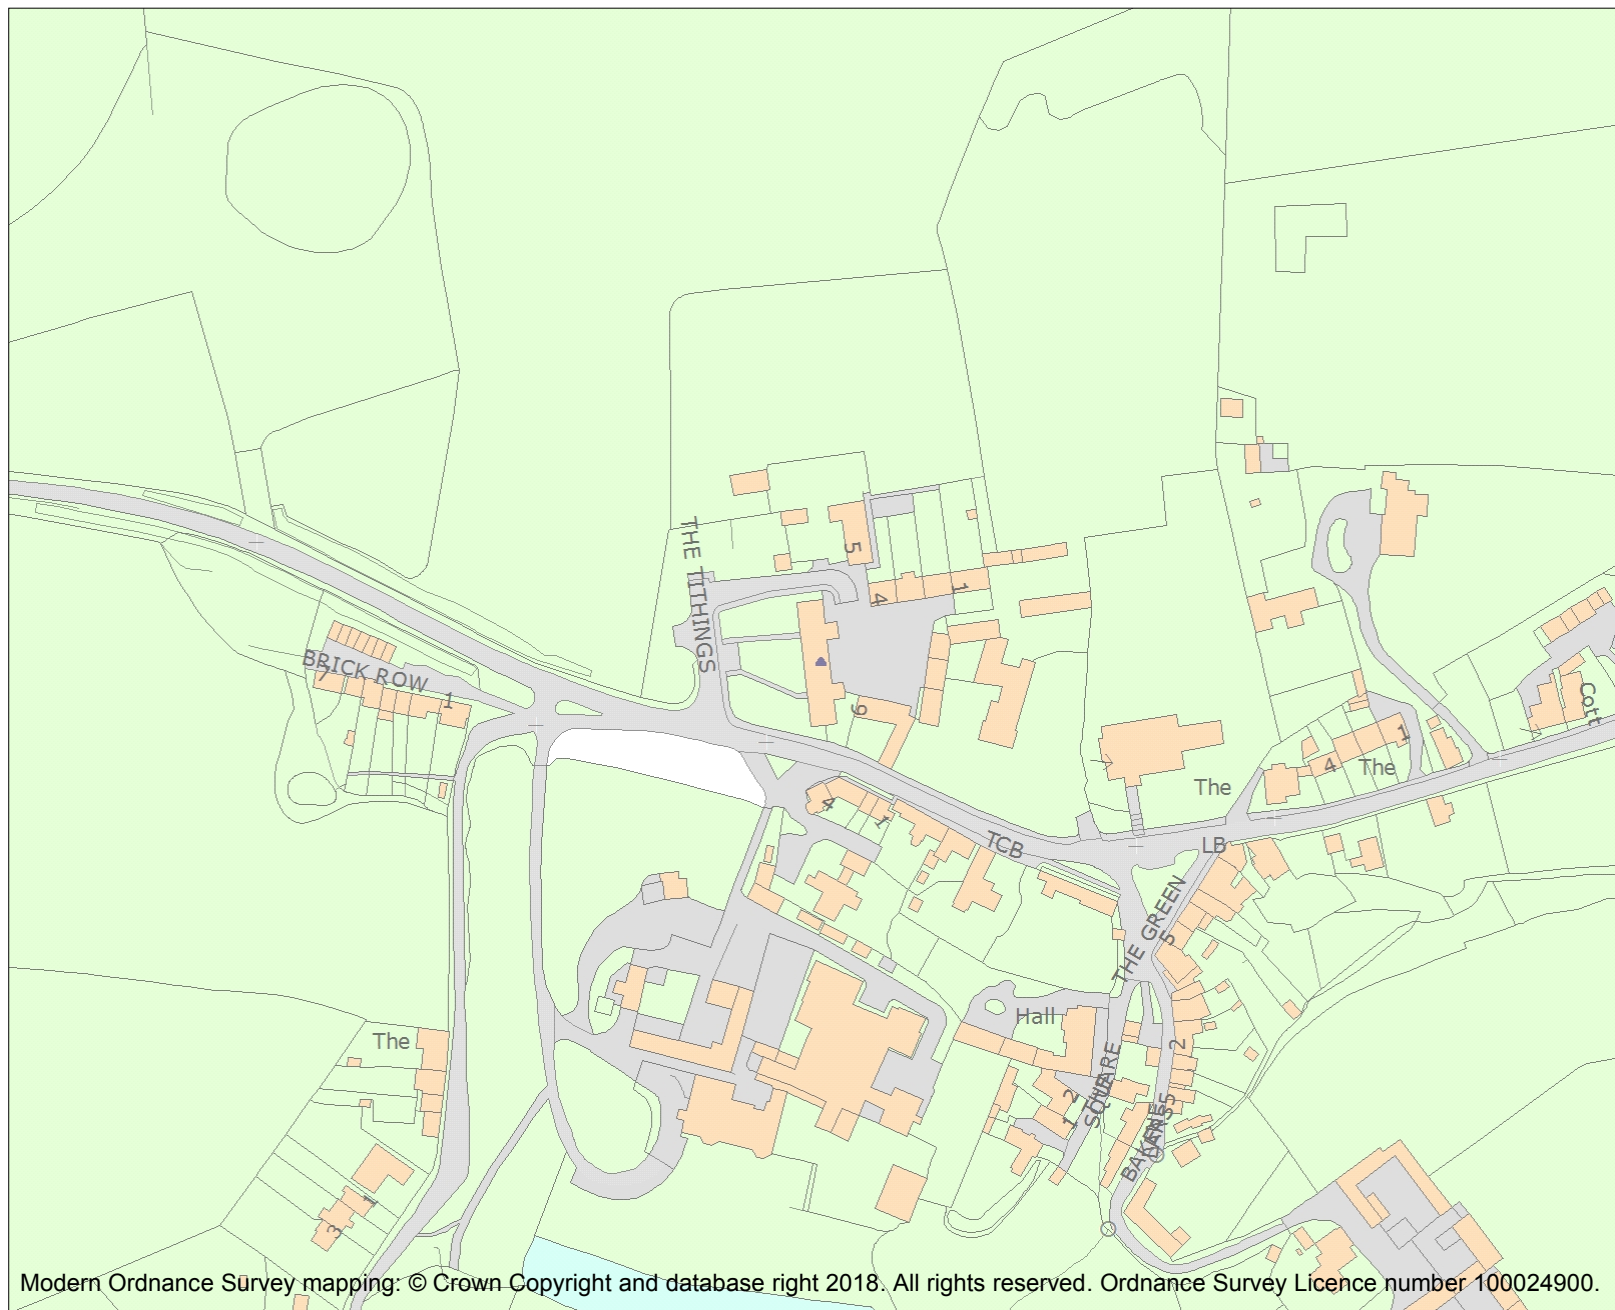 THE TITHINGS
5
4
1
BRICK ROW
7
1
6
Cott
1
4
The
The
4
1
TCB
LB
THE GREEN
5
Hall
The
2
SQUARE
2
1
THE
BAKERS
LANE
5
1
3
Modern Ordnance Survey mapping: © Crown Copyright and database right 2018. All rights reserved. Ordnance Survey Licence number 100024900.